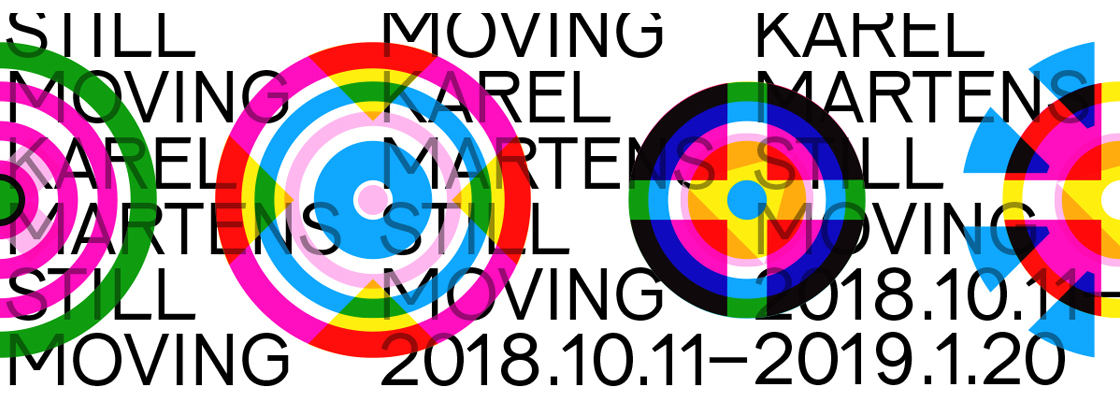 STILL
MOVING
KAREL
MARTENS
STILL
MOVING
MOVING
KAREL
MARTENS
STILL
MOVING
2018.10.11–2019.1.20
KAREL
MARTENS
STILL
MOVING
2018.10.11–